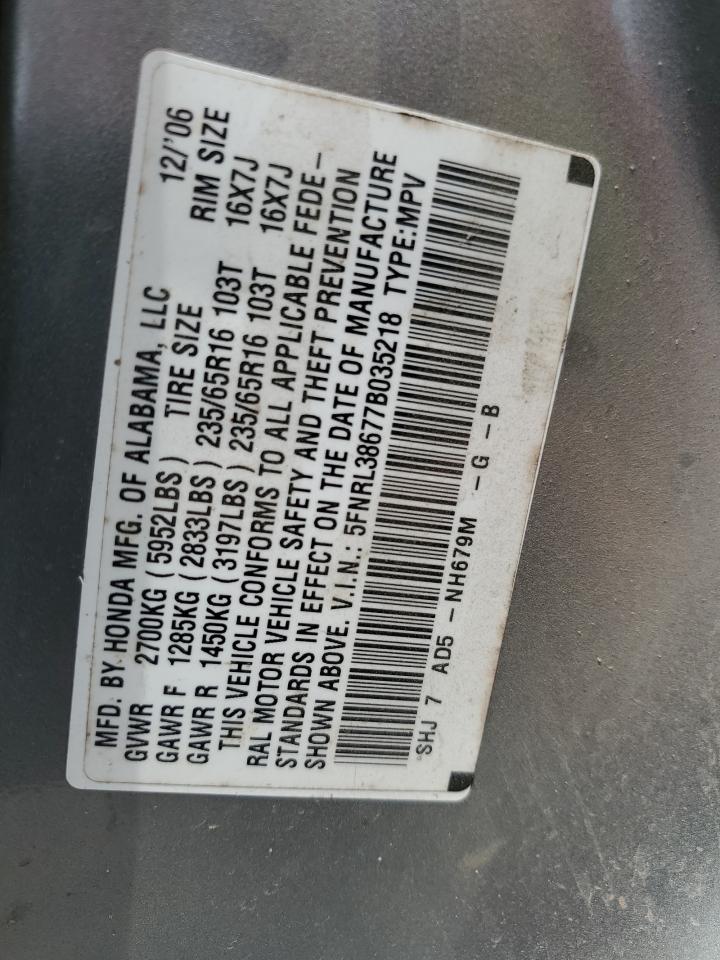 MFD. BY HONDA MFG. OF ALABAMA, LLC 12/'06
GVWR 2700KG (5952LBS) TIRE SIZE RIM SIZE
GAWR F 1285KG (2833LBS) 235/65R16 103T 16X7J
GAWR R 1450KG (3197LBS) 235/65R16 103T 16X7J
THIS VEHICLE CONFORMS TO ALL APPLICABLE FEDE-
RAL MOTOR VEHICLE SAFETY AND THEFT PREVENTION
STANDARDS IN EFFECT ON THE DATE OF MANUFACTURE
SHOWN ABOVE. V.I.N.: 5FNRL38677B035218 TYPE:MPV
SHJ 7 AD5 -NH679M -G -B